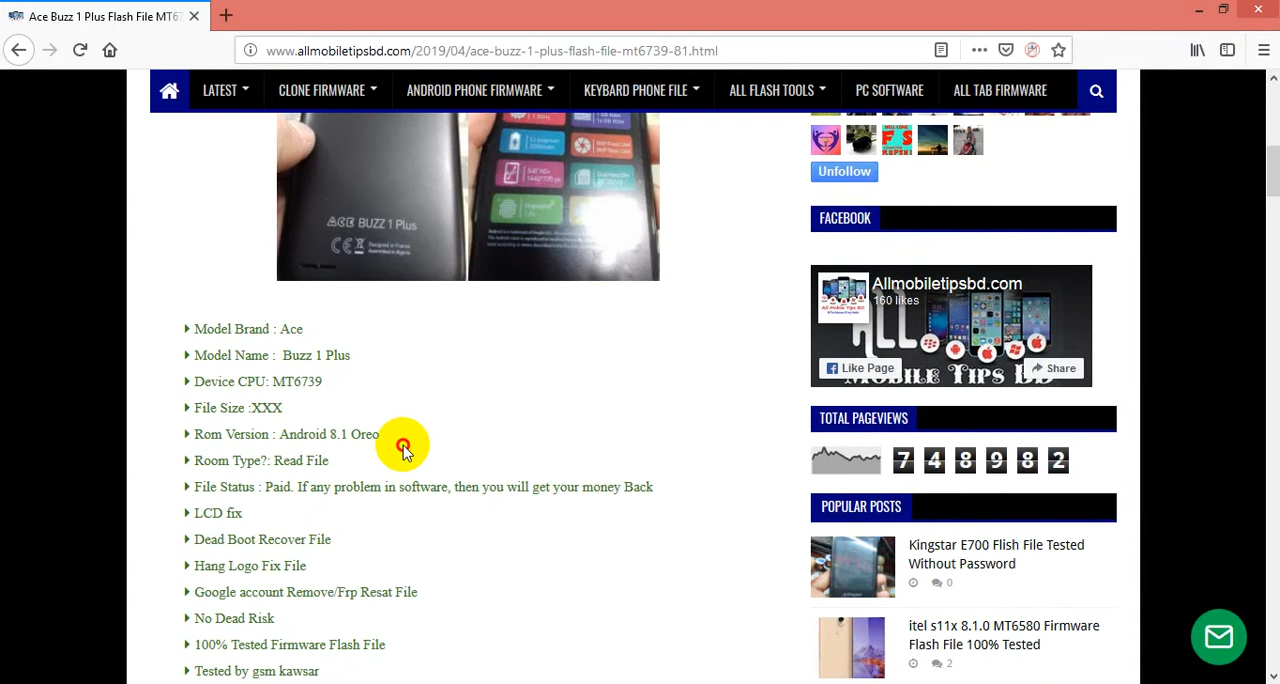 Ace Buzz 1 Plus Flash File MT67
www.allmobiletipsbd.com/2019/04/ace-buzz-1-plus-flash-file-mt6739-81.html
LATEST
CLONE FIRMWARE
ANDROID PHONE FIRMWARE
KEYBARD PHONE FILE
ALL FLASH TOOLS
PC SOFTWARE
ALL TAB FIRMWARE
ACE BUZZ 1 Plus
Unfollow
FACEBOOK
Allmobiletipsbd.com
160 likes
ALL
Like Page
Share
MOBILE TIPS BD
Model Brand : Ace
Model Name :  Buzz 1 Plus
Device CPU: MT6739
File Size :XXX
Rom Version : Android 8.1 Oreo
Room Type?: Read File
File Status : Paid. If any problem in software, then you will get your money Back
LCD fix
Dead Boot Recover File
Hang Logo Fix File
Google account Remove/Frp Resat File
No Dead Risk
100% Tested Firmware Flash File
Tested by gsm kawsar
TOTAL PAGEVIEWS
7 4 8 9 8 2
POPULAR POSTS
Kingstar E700 Flish File Tested
Without Password
0
itel s11x 8.1.0 MT6580 Firmware
Flash File 100% Tested
2